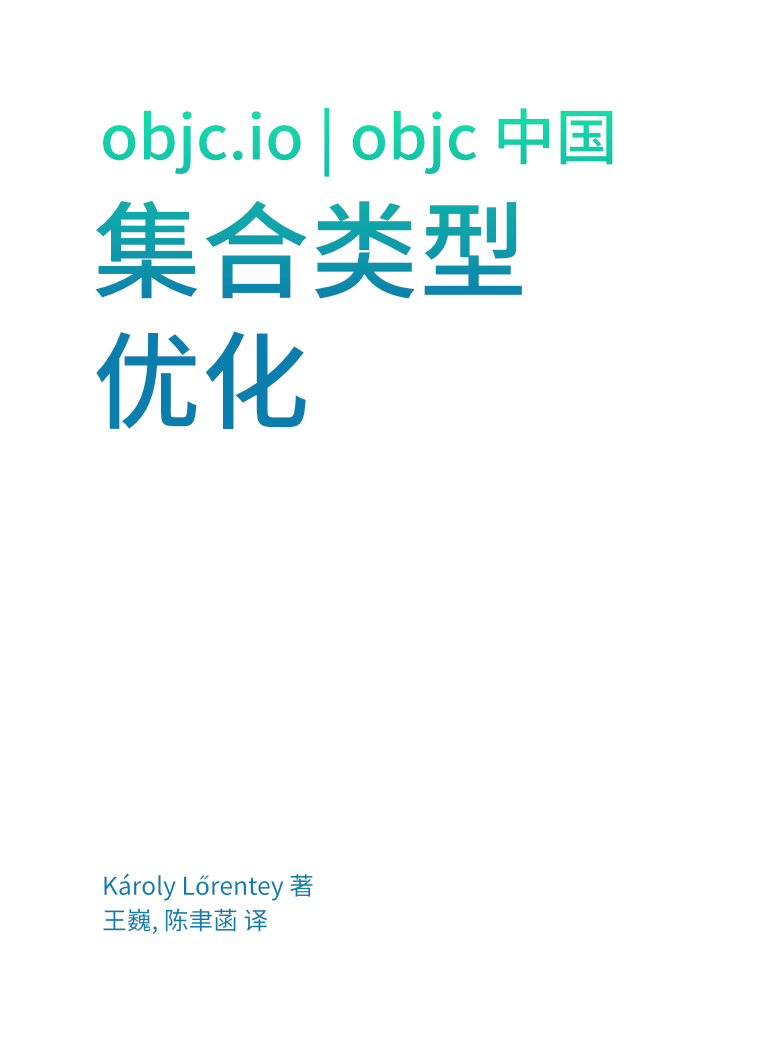 objc.io | objc 中国
集合类型
优化
Károly Lőrentey 著
王巍, 陈聿菡 译